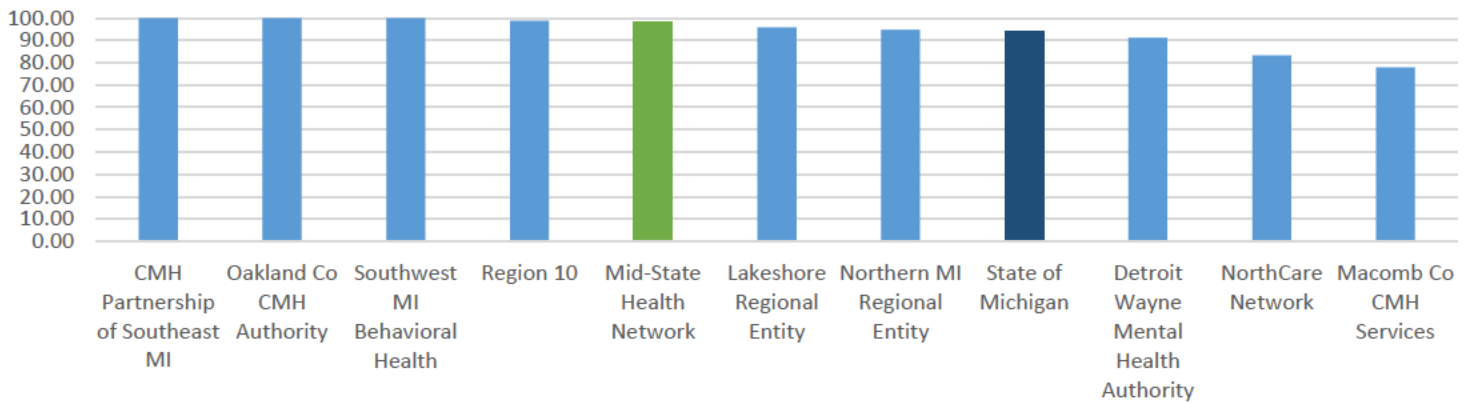 100.00
90.00
80.00
70.00
60.00
50.00
40.00
30.00
20.00
10.00
0.00
CMH
Partnership
of Southeast
MI
Oakland Co
CMH
Authority
Southwest
MI
Behavioral
Health
Region 10
Mid-State
Health
Network
Lakeshore
Regional
Entity
Northern MI
Regional
Entity
State of
Michigan
Detroit
Wayne
Mental
Health
Authority
NorthCare
Network
Macomb Co
CMH
Services